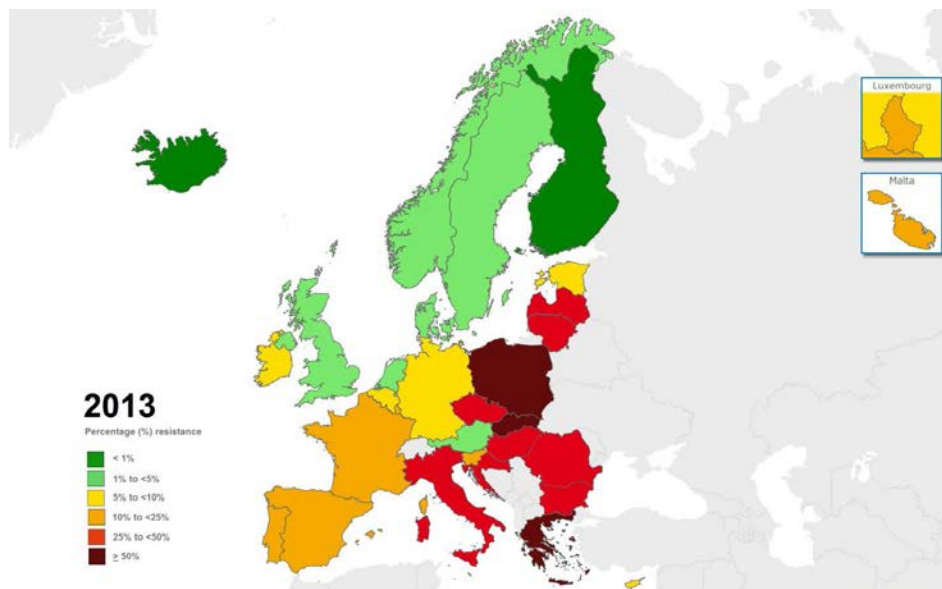 Luxembourg
Malta
2013
Percentage (%) resistance
< 1%
1% to <5%
5% to <10%
10% to <25%
25% to <50%
≥ 50%